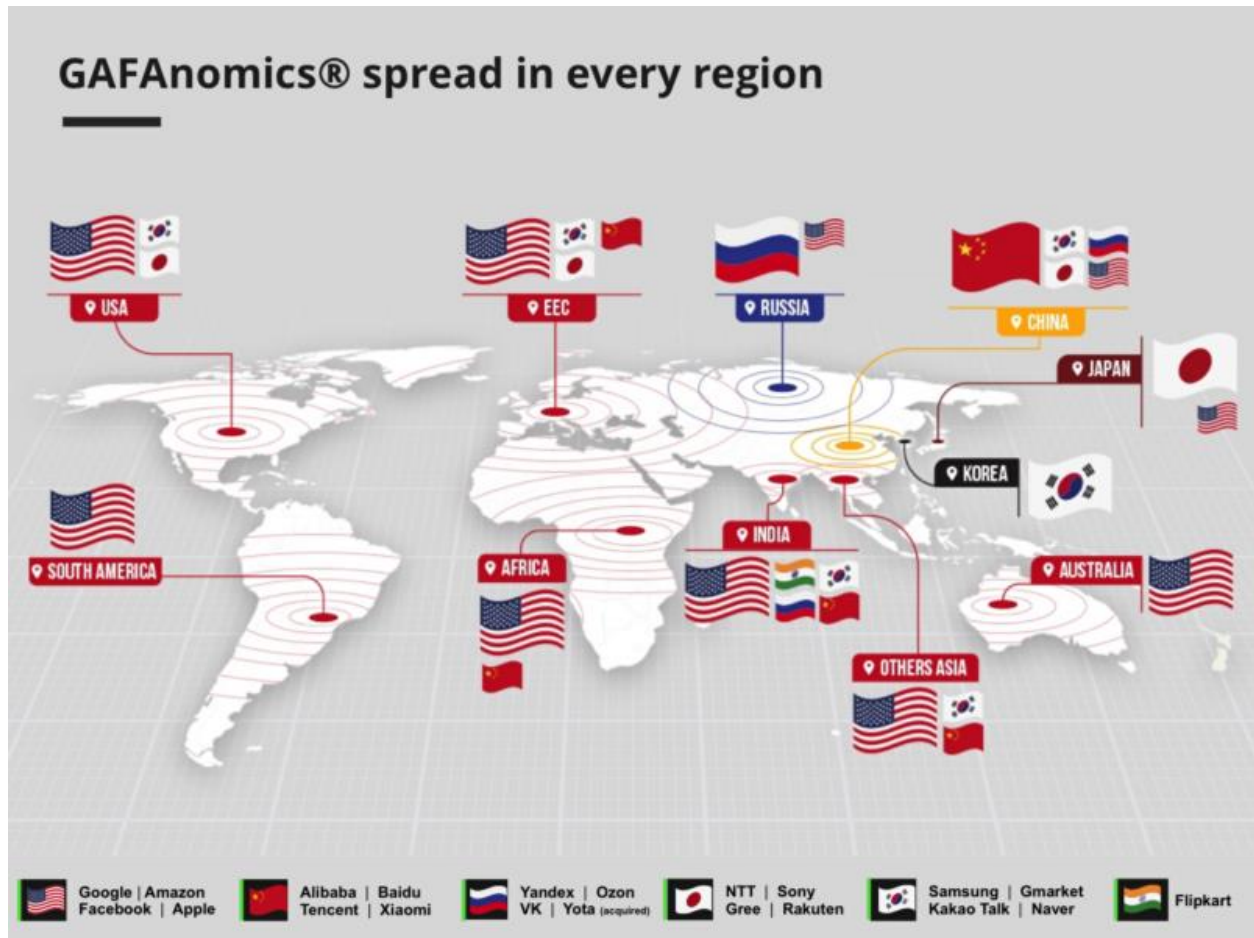 GAFAnomics® spread in every region
USA
EEC
RUSSIA
CHINA
JAPAN
KOREA
SOUTH AMERICA
AFRICA
INDIA
AUSTRALIA
OTHERS ASIA
Google | Amazon
Facebook | Apple
Alibaba | Baidu
Tencent | Xiaomi
Yandex | Ozon
VK | Yota (acquired)
NTT | Sony
Gree | Rakuten
Samsung | Gmarket
Kakao Talk | Naver
Flipkart